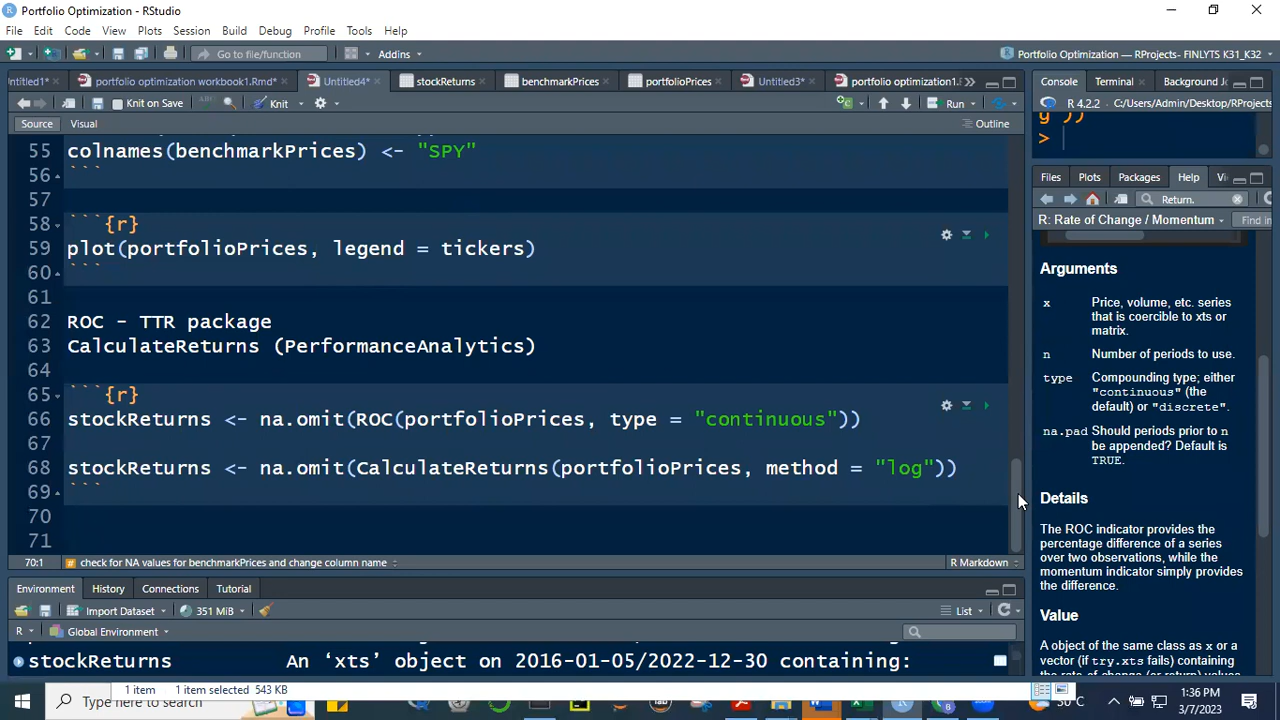 Portfolio Optimization - RStudio
File Edit Code View Plots Session Build Debug Profile Tools Help
Go to file/function Addins Portfolio Optimization — RProjects- FINLYTS K31_K32
ntitled1* portfolio optimization workbook1.Rmd* Untitled4* stockReturns benchmarkPrices portfolioPrices Untitled3* portfolio optimization1. Console Terminal Background Jo
Knit on Save Knit Run R 4.2.2 · C:/Users/Admin/Desktop/RProjects
Source Visual Outline
y ))
>
55 colnames(benchmarkPrices) <- "SPY"
56 ```
57
58 ```{r}
59 plot(portfolioPrices, legend = tickers)
60 ```
61
62 ROC - TTR package
63 CalculateReturns (PerformanceAnalytics)
64
65 ```{r}
66 stockReturns <- na.omit(ROC(portfolioPrices, type = "continuous"))
67
68 stockReturns <- na.omit(CalculateReturns(portfolioPrices, method = "log"))
69 ```
70
71
70:1 # check for NA values for benchmarkPrices and change column name R Markdown
Files Plots Packages Help Vi
Return.
R: Rate of Change / Momentum Find in
Arguments
x Price, volume, etc. series
that is coercible to xts or
matrix.
n Number of periods to use.
type Compounding type; either
"continuous" (the
default) or "discrete".
na.pad Should periods prior to n
be appended? Default is
TRUE.
Details
The ROC indicator provides the
percentage difference of a series
over two observations, while the
momentum indicator simply provides
the difference.
Value
A object of the same class as x or a
vector (if try.xts fails) containing
Environment History Connections Tutorial
Import Dataset 351 MiB List
R Global Environment
stockReturns An ‘xts’ object on 2016-01-05/2022-12-30 containing:
1 item 1 item selected 543 KB
Type here to search
30°C
1:36 PM
3/7/2023